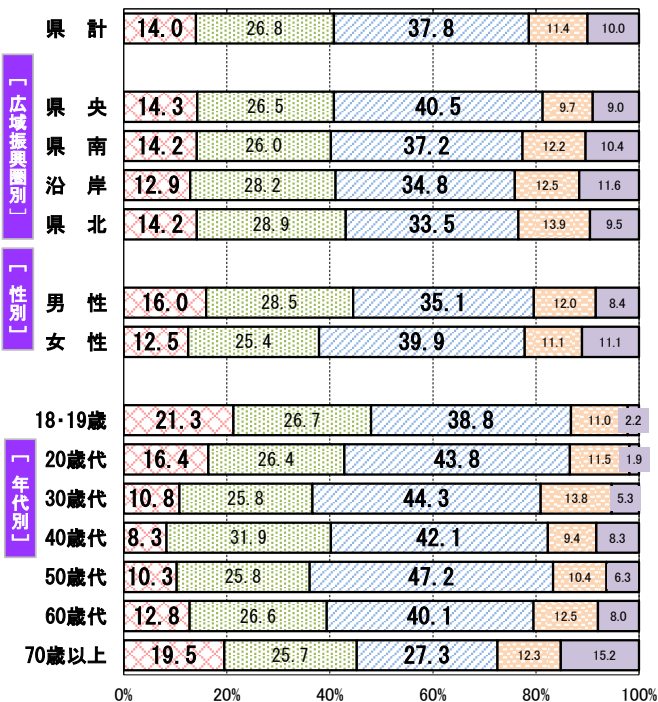 県 計 14.0 26.8 37.8 11.4 10.0
［広域振興圏別］
県 央 14.3 26.5 40.5 9.7 9.0
県 南 14.2 26.0 37.2 12.2 10.4
沿 岸 12.9 28.2 34.8 12.5 11.6
県 北 14.2 28.9 33.5 13.9 9.5
［性別］
男 性 16.0 28.5 35.1 12.0 8.4
女 性 12.5 25.4 39.9 11.1 11.1
［年代別］
18･19歳 21.3 26.7 38.8 11.0 2.2
20歳代 16.4 26.4 43.8 11.5 1.9
30歳代 10.8 25.8 44.3 13.8 5.3
40歳代 8.3 31.9 42.1 9.4 8.3
50歳代 10.3 25.8 47.2 10.4 6.3
60歳代 12.8 26.6 40.1 12.5 8.0
70歳以上 19.5 25.7 27.3 12.3 15.2
0% 20% 40% 60% 80% 100%